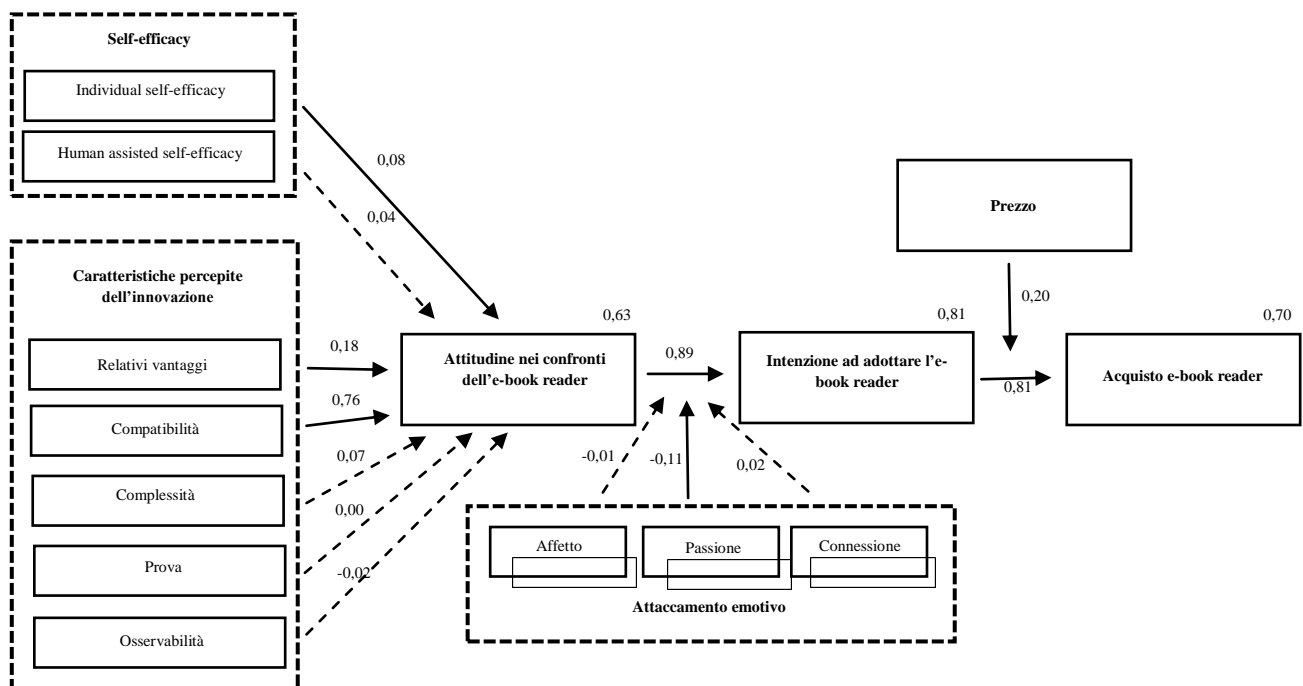 Self-efficacy
Individual self-efficacy
Human assisted self-efficacy
0,08
0,04
Caratteristiche percepite
dell’innovazione
Relativi vantaggi
Compatibilità
Complessità
Prova
Osservabilità
0,18
0,76
0,07
0,00
-0,02
0,63
Attitudine nei confronti
dell’e-book reader
0,89
-0,01
-0,11
0,02
Affetto
Passione
Connessione
Attaccamento emotivo
0,81
Intenzione ad adottare l’e-
book reader
Prezzo
0,20
0,81
0,70
Acquisto e-book reader